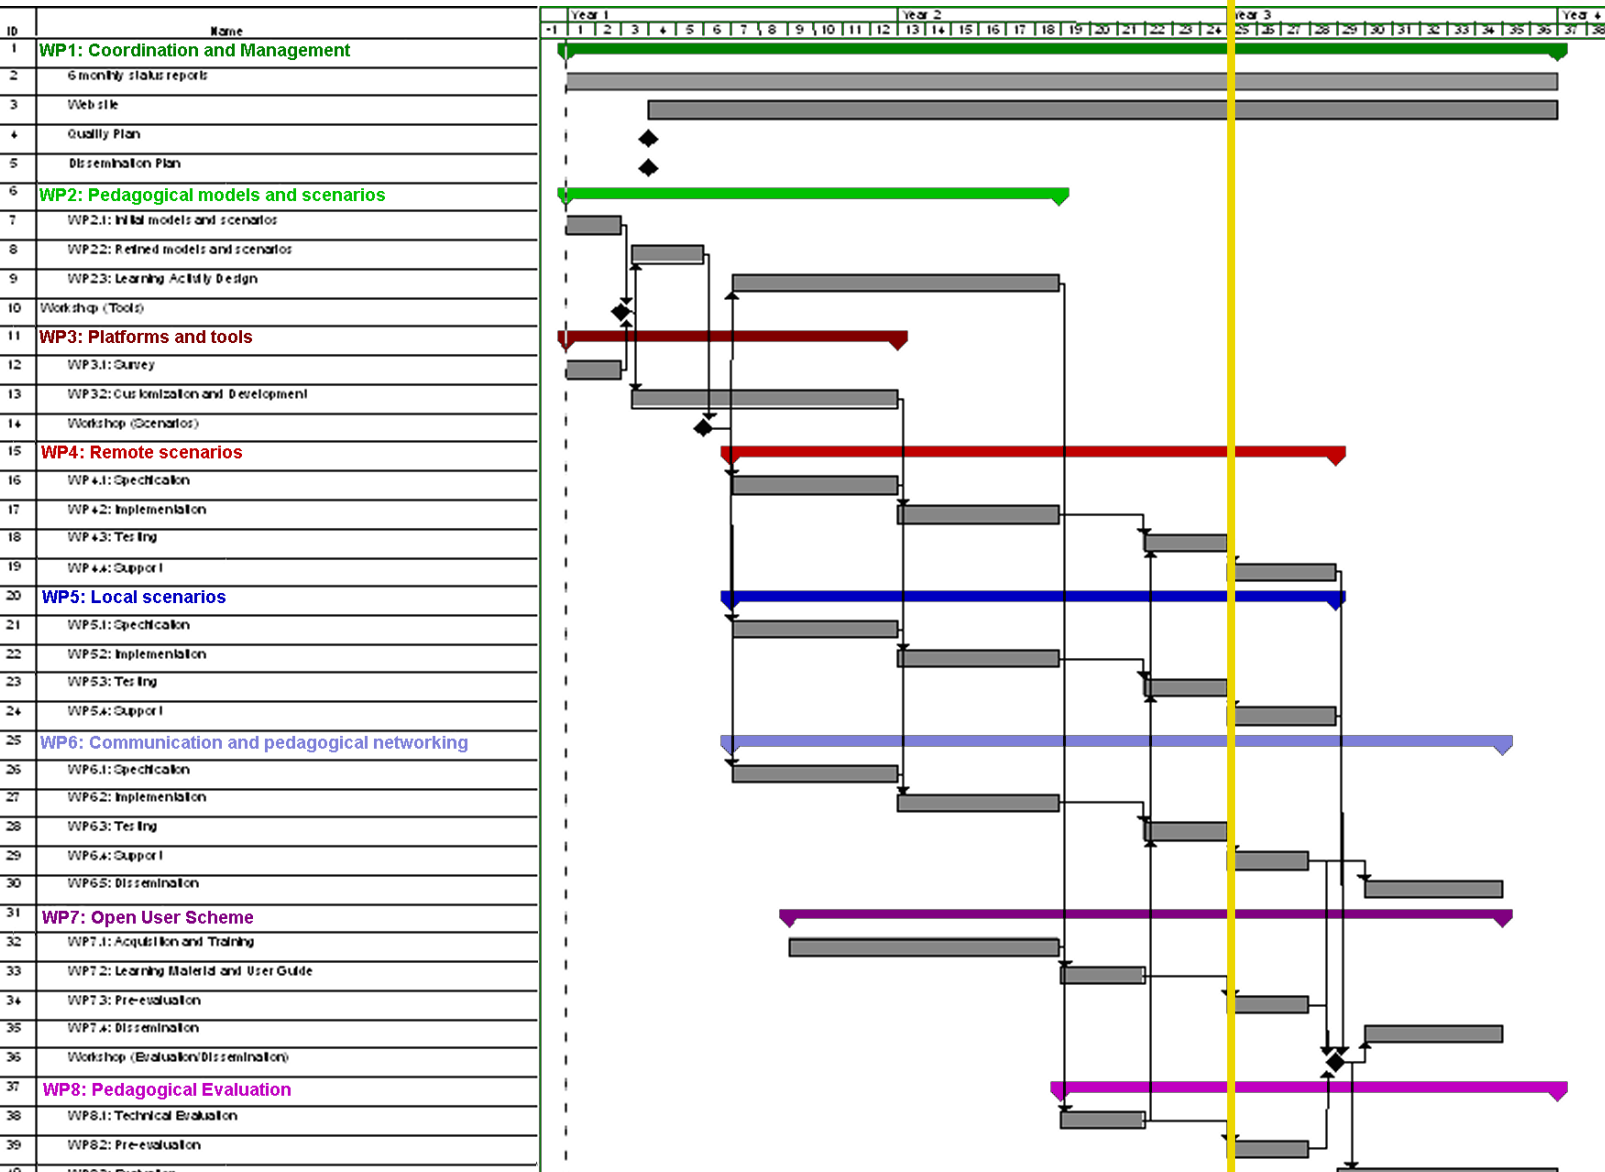 Year 1 Year 2 Year 3 Year 4
ID Name -1 1 2 3 4 5 6 7 8 9 10 11 12 13 14 15 16 17 18 19 20 21 22 23 24 25 26 27 28 29 30 31 32 33 34 35 36 37 38
1 WP1: Coordination and Management
2 6 monthly status reports
3 Web site
4 Quality Plan
5 Dissemination Plan
6 WP2: Pedagogical models and scenarios
7 WP2.1: Initial models and scenarios
8 WP2.2: Refined models and scenarios
9 WP2.3: Learning Activity Design
10 Workshop (Tools)
11 WP3: Platforms and tools
12 WP3.1: Survey
13 WP3.2: Customization and Development
14 Workshop (Scenarios)
15 WP4: Remote scenarios
16 WP4.1: Specification
17 WP4.2: Implementation
18 WP4.3: Testing
19 WP4.4: Support
20 WP5: Local scenarios
21 WP5.1: Specification
22 WP5.2: Implementation
23 WP5.3: Testing
24 WP5.4: Support
25 WP6: Communication and pedagogical networking
26 WP6.1: Specification
27 WP6.2: Implementation
28 WP6.3: Testing
29 WP6.4: Support
30 WP6.5: Dissemination
31 WP7: Open User Scheme
32 WP7.1: Acquisition and Training
33 WP7.2: Learning Material and User Guide
34 WP7.3: Pre-evaluation
35 WP7.4: Dissemination
36 Workshop (Evaluation/Dissemination)
37 WP8: Pedagogical Evaluation
38 WP8.1: Technical Evaluation
39 WP8.2: Pre-evaluation